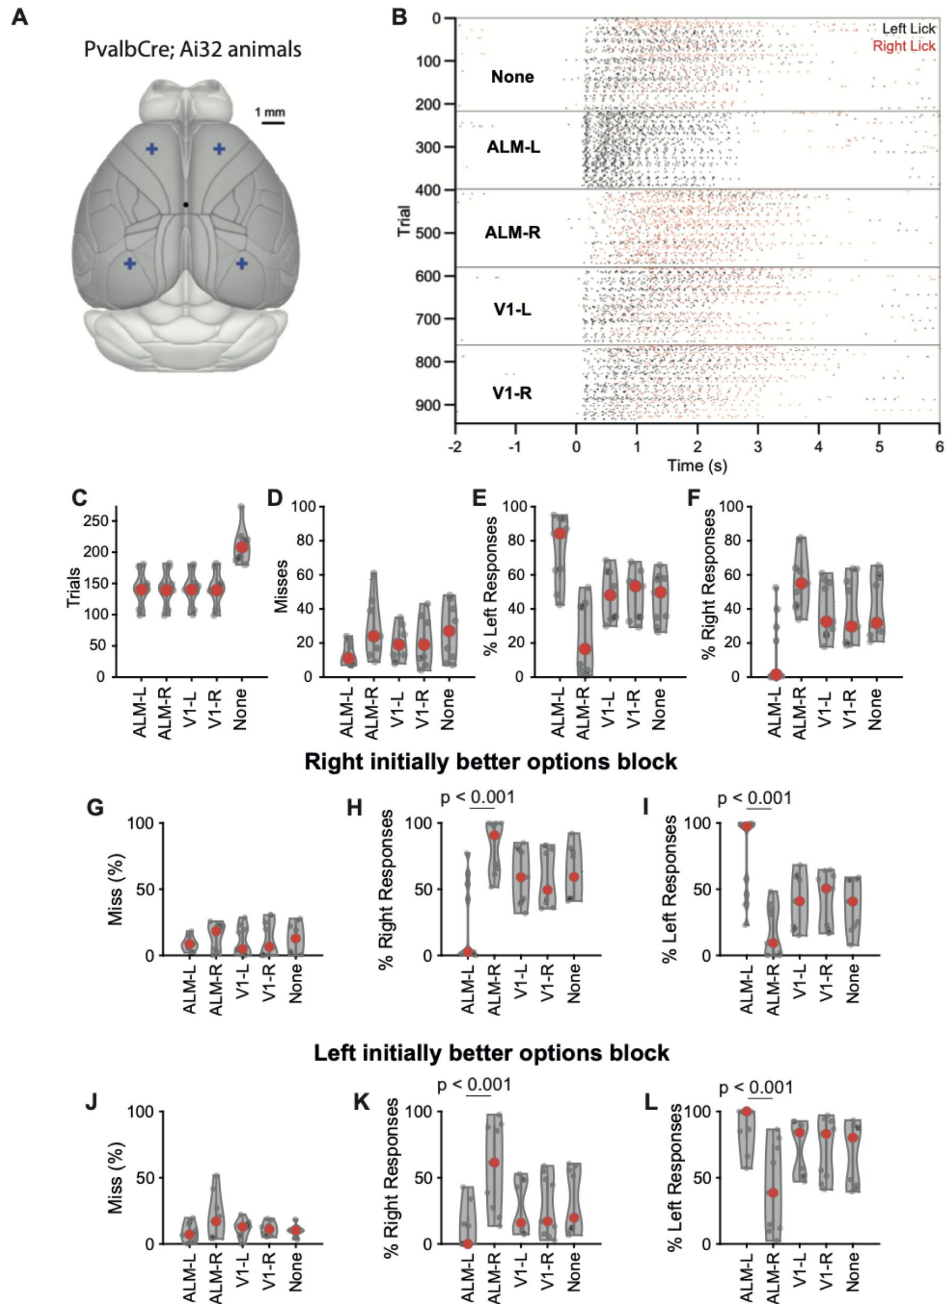 A
PvalbCre; Ai32 animals
1 mm
B
Left Lick
Right Lick
None
ALM-L
ALM-R
V1-L
V1-R
Trial
0
100
200
300
400
500
600
700
800
900
-2
-1
0
1
2
3
4
5
6
Time (s)
C
Trials
250
200
150
100
50
0
ALM-L
ALM-R
V1-L
V1-R
None
D
Misses
100
80
60
40
20
0
ALM-L
ALM-R
V1-L
V1-R
None
E
% Left Responses
100
80
60
40
20
0
ALM-L
ALM-R
V1-L
V1-R
None
F
% Right Responses
100
80
60
40
20
0
ALM-L
ALM-R
V1-L
V1-R
None
Right initially better options block
G
Miss (%)
100
50
0
ALM-L
ALM-R
V1-L
V1-R
None
H
p < 0.001
% Right Responses
100
50
0
ALM-L
ALM-R
V1-L
V1-R
None
I
p < 0.001
% Left Responses
100
50
0
ALM-L
ALM-R
V1-L
V1-R
None
Left initially better options block
J
Miss (%)
100
50
0
ALM-L
ALM-R
V1-L
V1-R
None
K
p < 0.001
% Right Responses
100
50
0
ALM-L
ALM-R
V1-L
V1-R
None
L
p < 0.001
% Left Responses
100
50
0
ALM-L
ALM-R
V1-L
V1-R
None